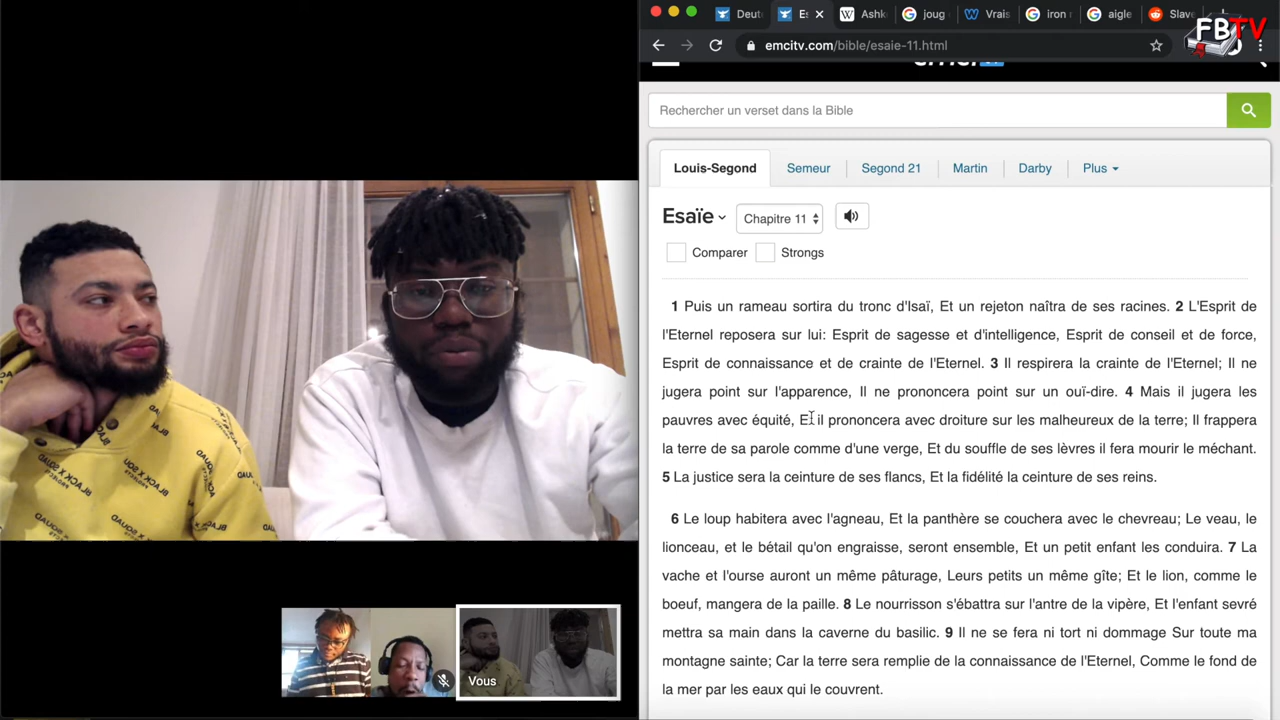 Deut
Es
Ashk
joug
Vrais
iron
aigle
Slave
FBTV
emcitv.com/bible/esaie-11.html
Rechercher un verset dans la Bible
Louis-Segond
Semeur
Segond 21
Martin
Darby
Plus
Esaïe
Chapitre 11
Comparer
Strongs
1 Puis un rameau sortira du tronc d'Isaï, Et un rejeton naîtra de ses racines. 2 L'Esprit de
l'Eternel reposera sur lui: Esprit de sagesse et d'intelligence, Esprit de conseil et de force,
Esprit de connaissance et de crainte de l'Eternel. 3 Il respirera la crainte de l'Eternel; Il ne
jugera point sur l'apparence, Il ne prononcera point sur un ouï-dire. 4 Mais il jugera les
pauvres avec équité, Et il prononcera avec droiture sur les malheureux de la terre; Il frappera
la terre de sa parole comme d'une verge, Et du souffle de ses lèvres il fera mourir le méchant.
5 La justice sera la ceinture de ses flancs, Et la fidélité la ceinture de ses reins.
6 Le loup habitera avec l'agneau, Et la panthère se couchera avec le chevreau; Le veau, le
lionceau, et le bétail qu'on engraisse, seront ensemble, Et un petit enfant les conduira. 7 La
vache et l'ourse auront un même pâturage, Leurs petits un même gîte; Et le lion, comme le
boeuf, mangera de la paille. 8 Le nourrisson s'ébattra sur l'antre de la vipère, Et l'enfant sevré
mettra sa main dans la caverne du basilic. 9 Il ne se fera ni tort ni dommage Sur toute ma
montagne sainte; Car la terre sera remplie de la connaissance de l'Eternel, Comme le fond de
la mer par les eaux qui le couvrent.
BLACK X SQUAD
Vous